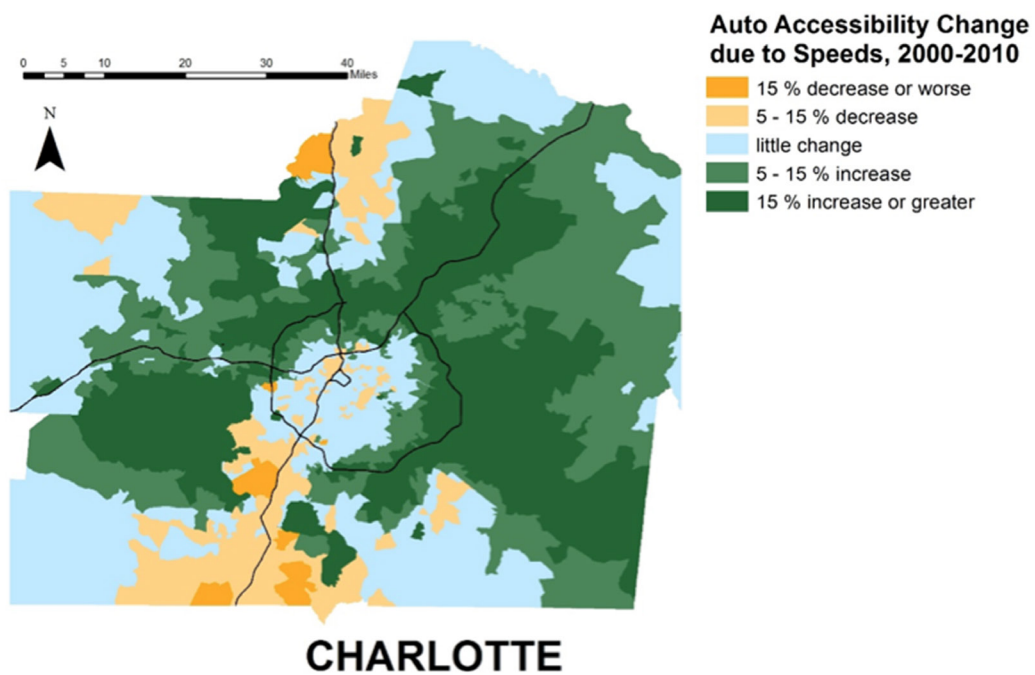 Auto Accessibility Change
due to Speeds, 2000-2010
0 5 10 20 30 40 Miles
N
15 % decrease or worse
5 - 15 % decrease
little change
5 - 15 % increase
15 % increase or greater
CHARLOTTE